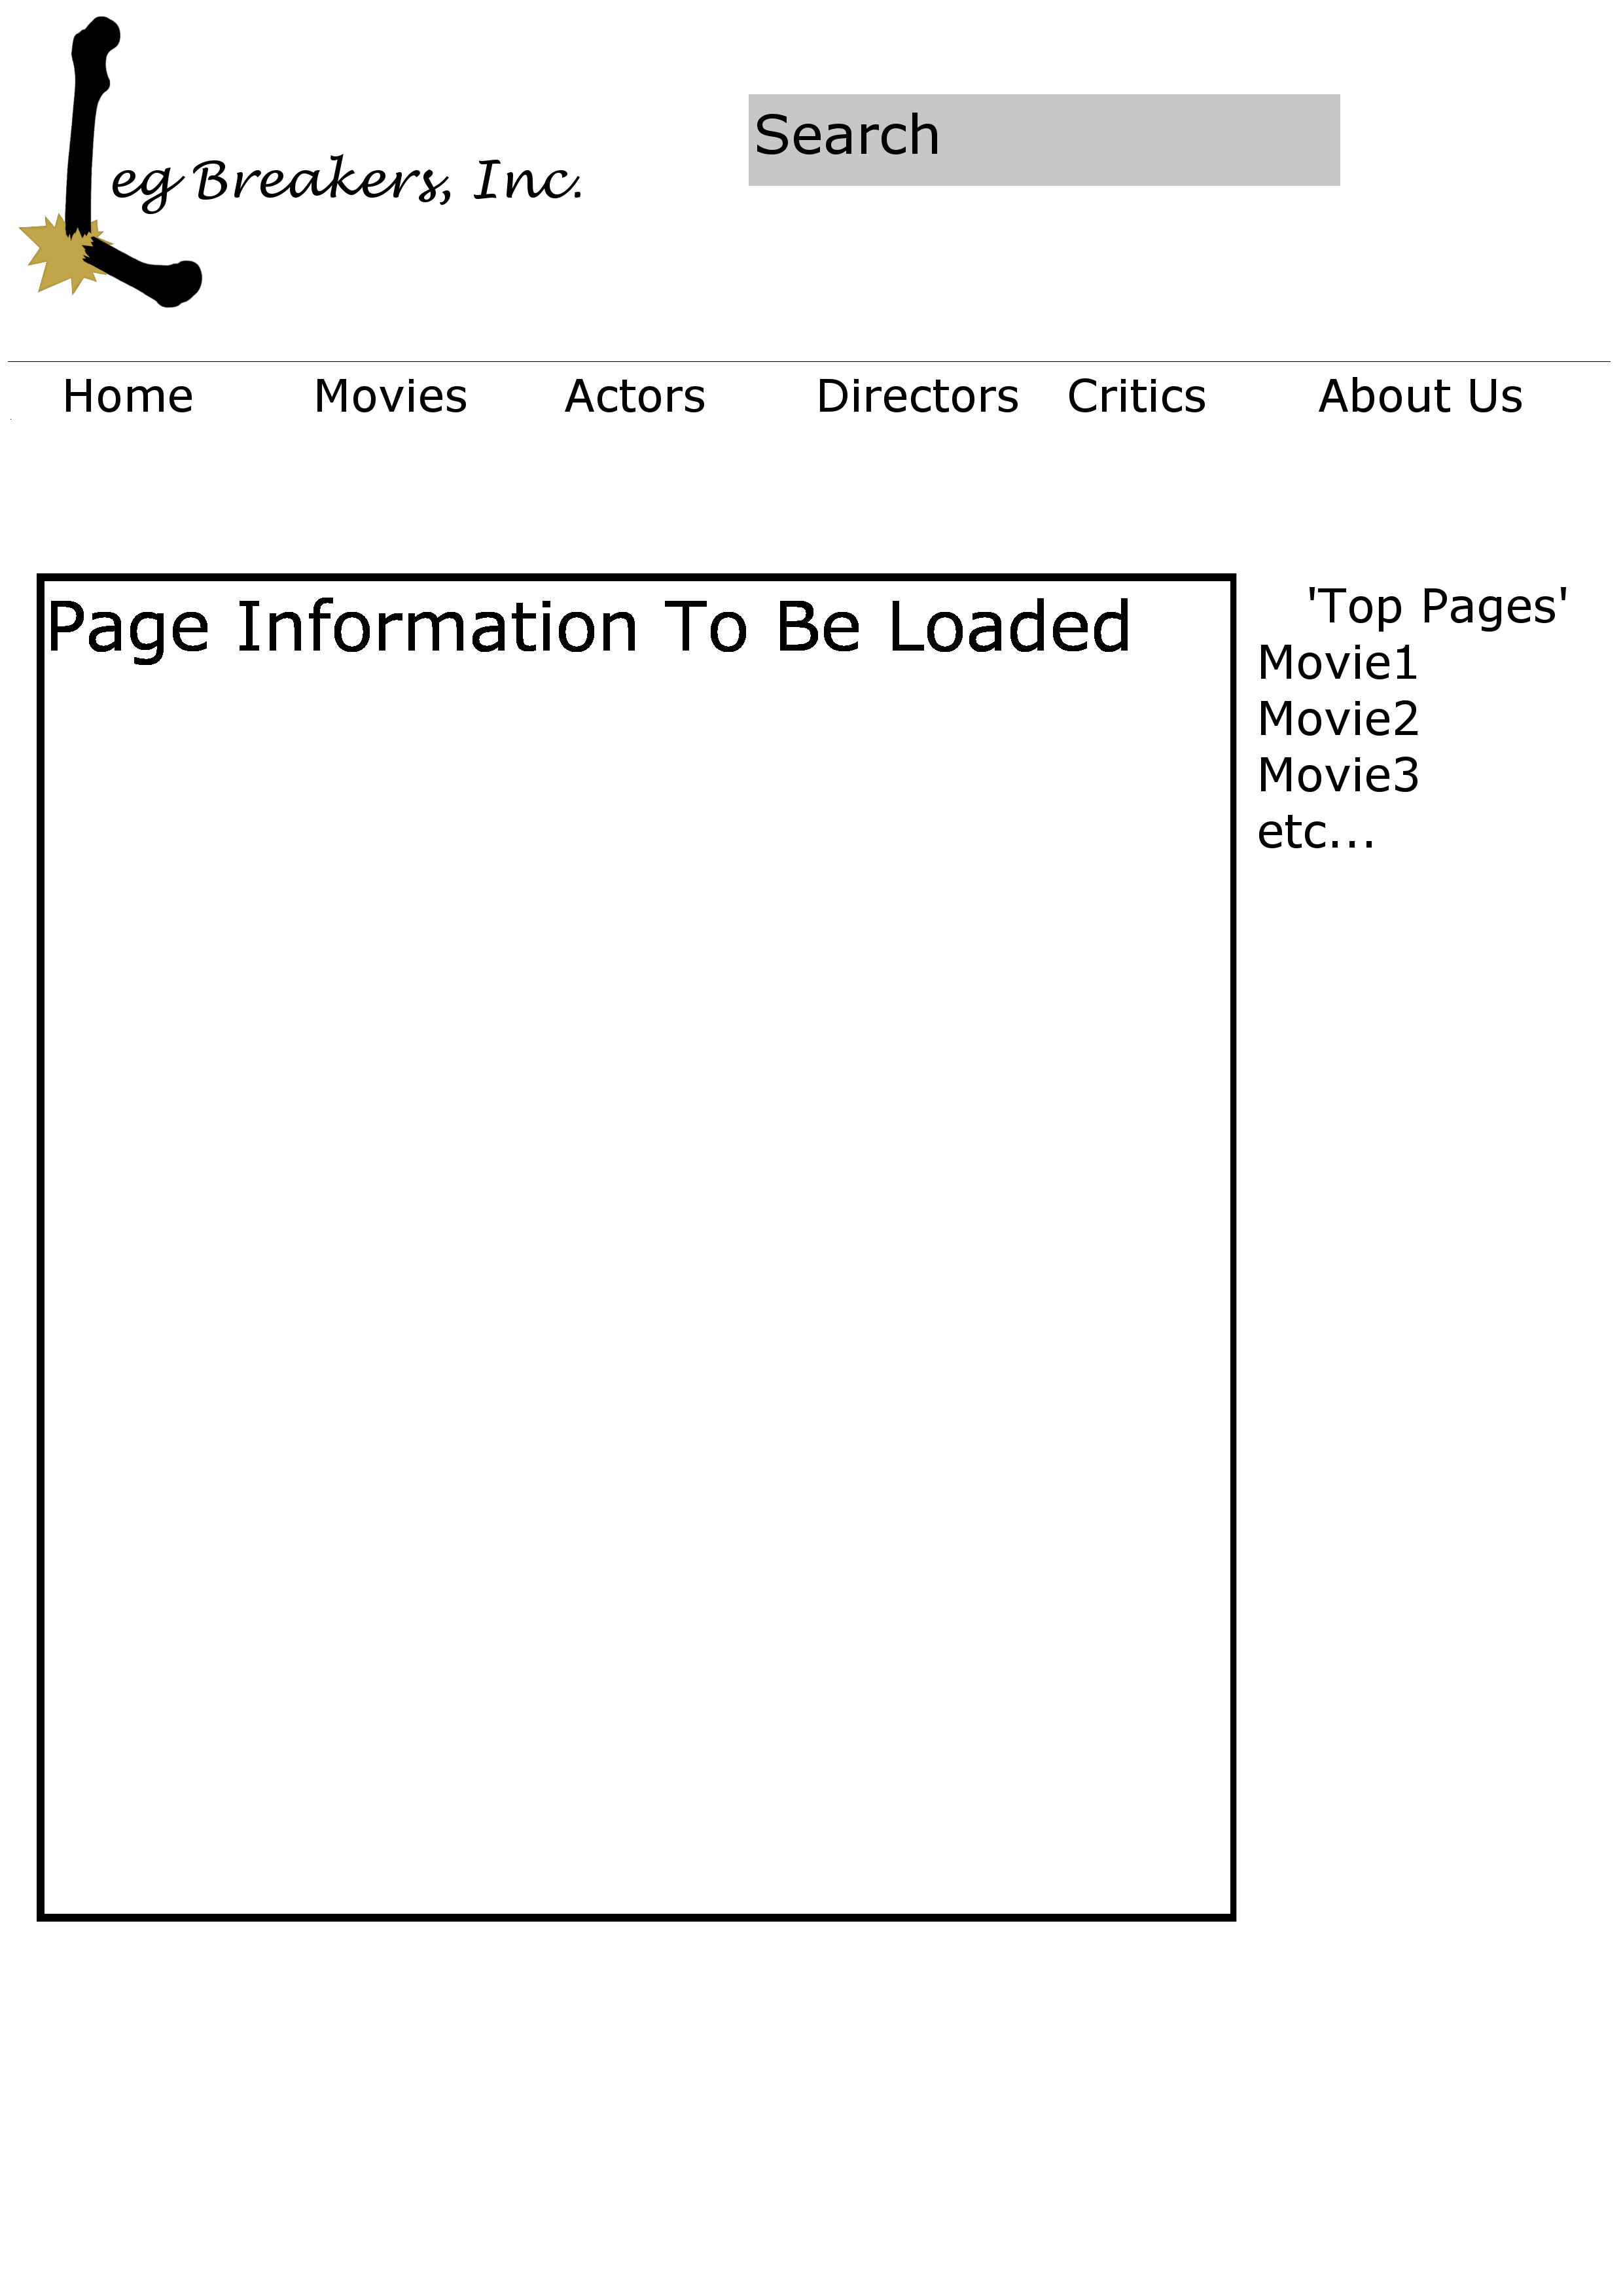 Leg Breakers, Inc.
Search
Home Movies Actors Directors Critics About Us
Page Information To Be Loaded
'Top Pages'
Movie1
Movie2
Movie3
etc...